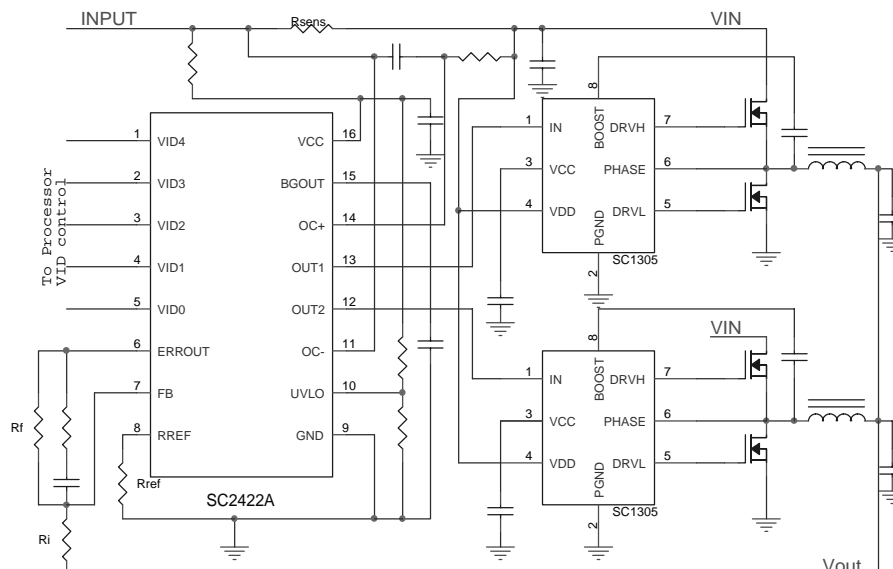 INPUT
Rsens
VIN
8
BOOST
1 IN DRVH 7
3 VCC PHASE 6
4 VDD DRVL 5
PGND
2
SC1305
To Processor
VID control
1 VID4 VCC 16
2 VID3 BGOUT 15
3 VID2 OC+ 14
4 VID1 OUT1 13
5 VID0 OUT2 12
6 ERROUT OC- 11
7 FB UVLO 10
8 RREF GND 9
SC2422A
Rf
Rref
Ri
VIN
8
BOOST
1 IN DRVH 7
3 VCC PHASE 6
4 VDD DRVL 5
PGND
2
SC1305
Vout